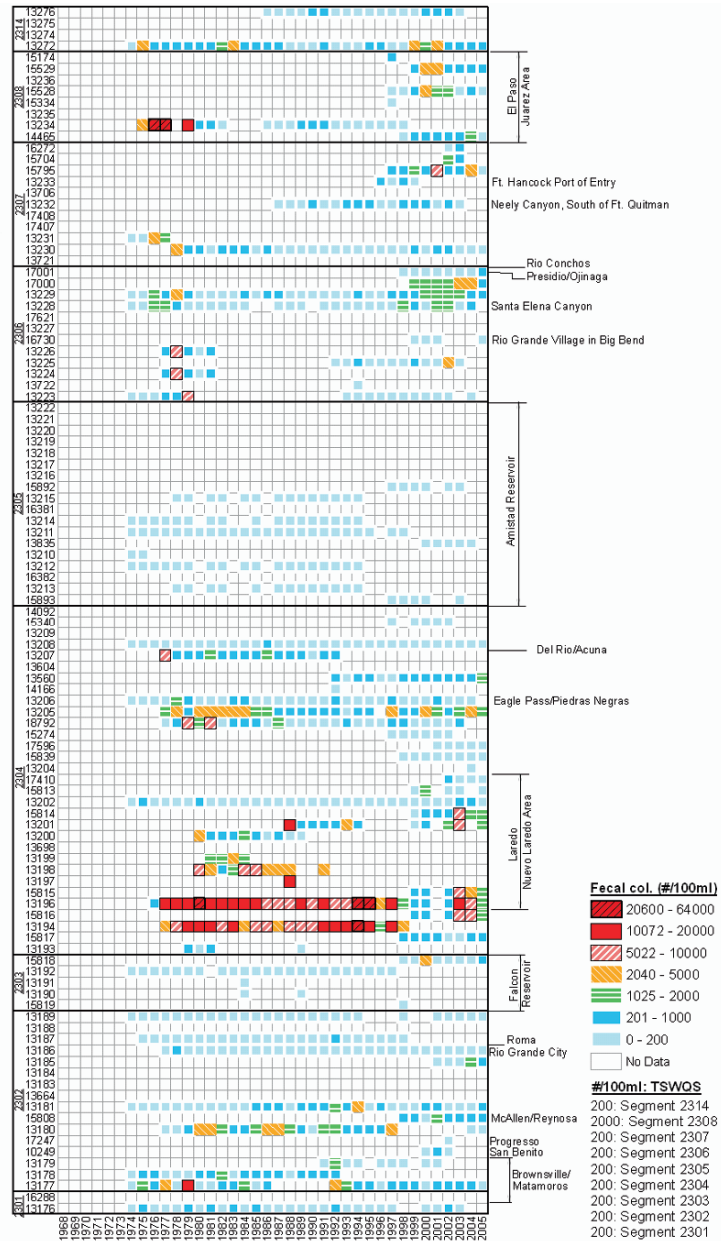 2314
13276
13275
13274
13272
2308
15174
15529
13236
15528
15334
13235
13234
14465
El Paso
Juarez Area
2307
16272
15704
15795
13233 Ft. Hancock Port of Entry
13706
13232 Neely Canyon, South of Ft. Quitman
17408
17407
13231
13230
13721
Rio Conchos
2306
17001 Presidio/Ojinaga
17000
13229
13228 Santa Elena Canyon
17621
13227
16730 Rio Grande Village in Big Bend
13226
13225
13224
13722
13223
2305
13222
13221
13220
13219
13218
13217
13216
15892
13215
16381
13214
13211
13835
13210
13212
16382
13213
15893
Amistad Reservoir
2304
14092
15340
13209
13208
13207 Del Rio/Acuna
13604
13560
14166
13206 Eagle Pass/Piedras Negras
13205
18792
15274
17596
15839
13204
17410
15813
13202
15814
13201
13200
13698
13199
13198
13197
15815
13196
15816
13194
15817
13193
Laredo
Nuevo Laredo Area
2303
15818
13192
13191
13190
15819
Falcon
Reservoir
2302
13189
13188
13187 Roma
13186 Rio Grande City
13185
13184
13183
13664
13181
15808 McAllen/Reynosa
13180
17247 Progresso
10249 San Benito
13179
13178
13177
Brownsville/
Matamoros
2301
16288
13176
1968 1969 1970 1971 1972 1973 1974 1975 1976 1977 1978 1979 1980 1981 1982 1983 1984 1985 1986 1987 1988 1989 1990 1991 1992 1993 1994 1995 1996 1997 1998 1999 2000 2001 2002 2003 2004 2005
Fecal col. (#/100ml)
20600 - 64000
10072 - 20000
5022 - 10000
2040 - 5000
1025 - 2000
201 - 1000
0 - 200
No Data
#/100ml: TSWQS
200: Segment 2314
2000: Segment 2308
200: Segment 2307
200: Segment 2306
200: Segment 2305
200: Segment 2304
200: Segment 2303
200: Segment 2302
200: Segment 2301